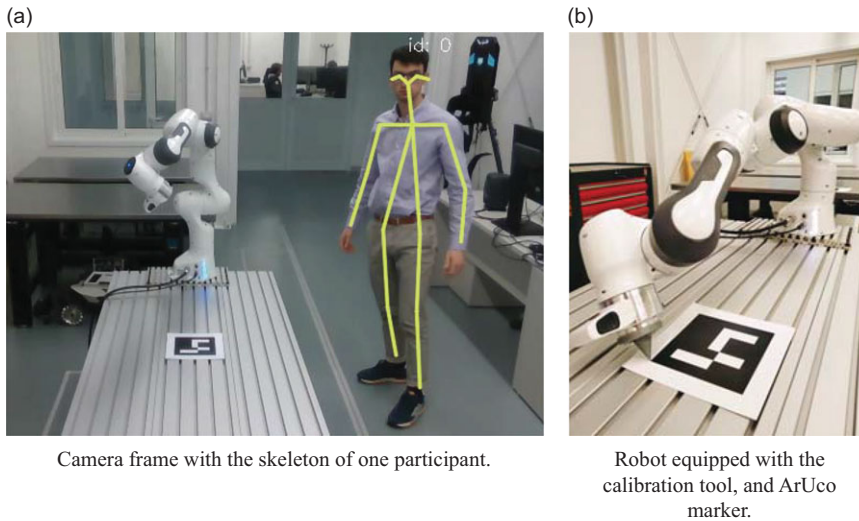 (a)
(b)
id: 0
Camera frame with the skeleton of one participant.
Robot equipped with the
calibration tool, and ArUco
marker.